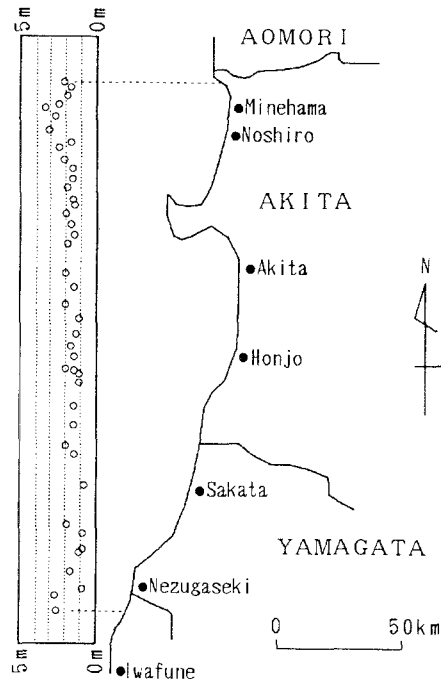 5m
0m
AOMORI
Minehama
Noshiro
AKITA
Akita
N
Honjo
Sakata
YAMAGATA
Nezugaseki
0 50km
5m
0m
Iwafune